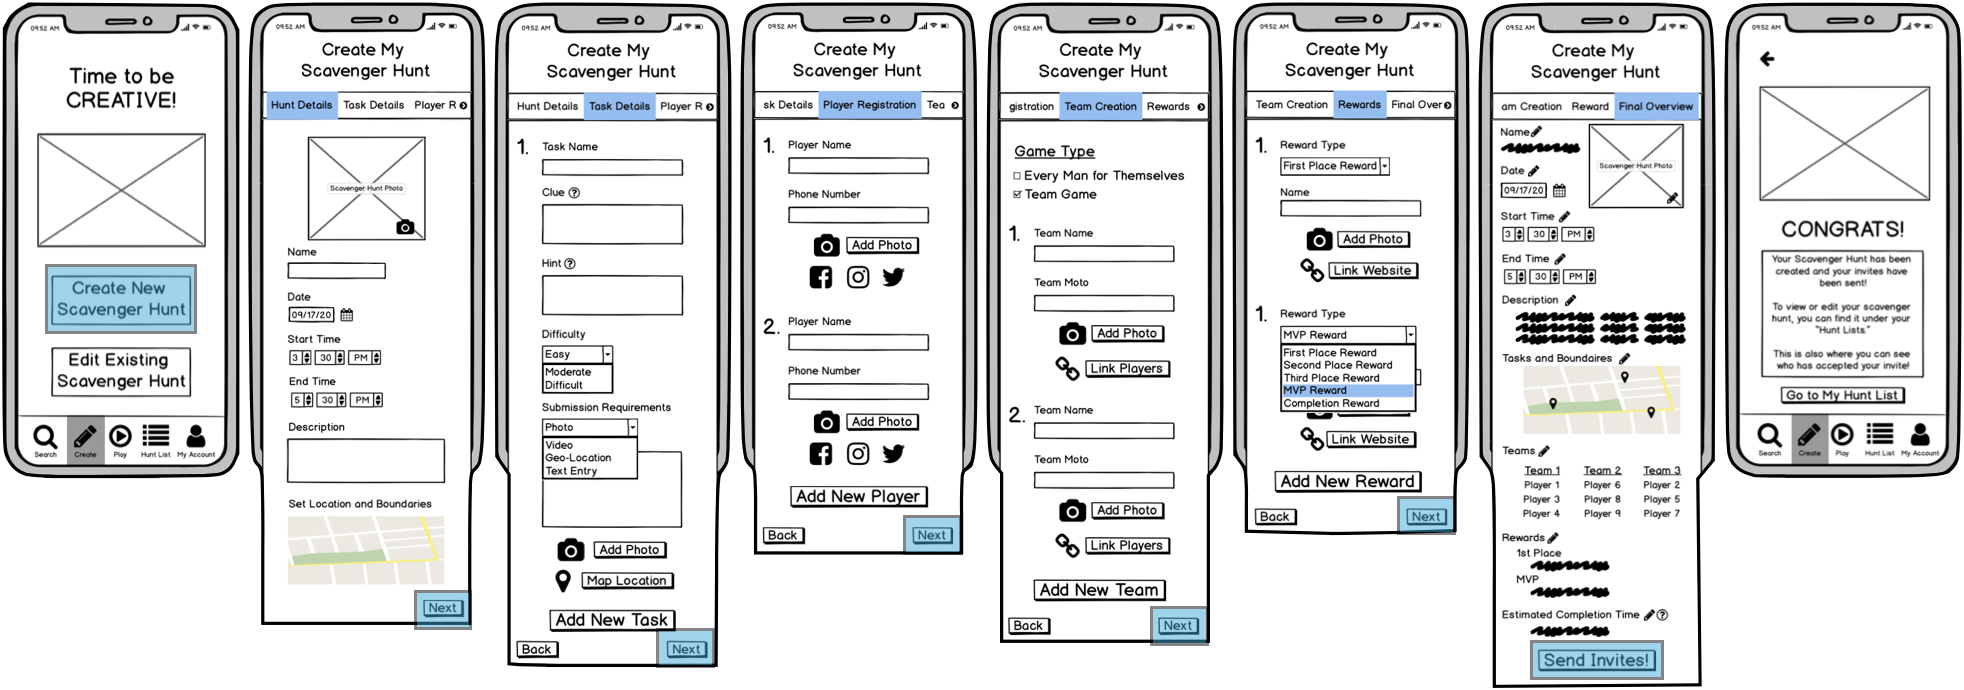 09:52 AM
Time to be
CREATIVE!
Create New
Scavenger Hunt
Edit Existing
Scavenger Hunt
Search
Create
Play
Hunt List
My Account
09:52 AM
Create My
Scavenger Hunt
Hunt Details
Task Details
Player R
Scavenger Hunt Photo
Name
Date
09/17/20
Start Time
3
30
PM
End Time
5
30
PM
Description
Set Location and Boundaries
Next
09:52 AM
Create My
Scavenger Hunt
Hunt Details
Task Details
Player R
1.
Task Name
Clue ?
Hint ?
Difficulty
Easy
Moderate
Difficult
Submission Requirements
Photo
Video
Geo-Location
Text Entry
Add Photo
Map Location
Add New Task
Back
Next
09:52 AM
Create My
Scavenger Hunt
sk Details
Player Registration
Tea
1.
Player Name
Phone Number
Add Photo
2.
Player Name
Phone Number
Add Photo
Add New Player
Back
Next
09:52 AM
Create My
Scavenger Hunt
gistration
Team Creation
Rewards
Game Type
Every Man for Themselves
Team Game
1.
Team Name
Team Moto
Add Photo
Link Players
2.
Team Name
Team Moto
Add Photo
Link Players
Add New Team
Back
Next
09:52 AM
Create My
Scavenger Hunt
Team Creation
Rewards
Final Over
1.
Reward Type
First Place Reward
Name
Add Photo
Link Website
1.
Reward Type
MVP Reward
First Place Reward
Second Place Reward
Third Place Reward
MVP Reward
Completion Reward
Link Website
Add New Reward
Back
Next
09:52 AM
Create My
Scavenger Hunt
am Creation
Reward
Final Overview
Name
Scavenger Hunt Photo
Date
09/17/20
Start Time
3
30
PM
End Time
5
30
PM
Description
Tasks and Boundaires
Teams
Team 1 Team 2 Team 3
Player 1 Player 6 Player 2
Player 3 Player 8 Player 5
Player 4 Player 9 Player 7
Rewards
1st Place
MVP
Estimated Completion Time ?
Send Invites!
09:52 AM
CONGRATS!
Your Scavenger Hunt has been
created and your invites have
been sent!
To view or edit your scavenger
hunt, you can find it under your
"Hunt Lists."
This is also where you can see
who has accepted your invite!
Go to My Hunt List
Search
Create
Play
Hunt List
My Account